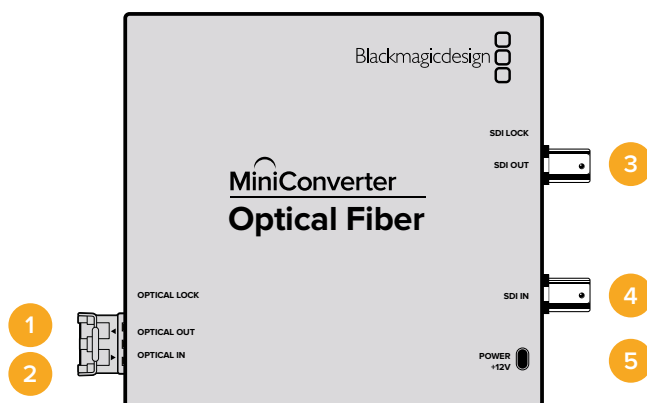 Blackmagicdesign
SDI LOCK
SDI OUT
3
MiniConverter
Optical Fiber
OPTICAL LOCK
SDI IN
4
1
OPTICAL OUT
2
OPTICAL IN
POWER
+12V
5